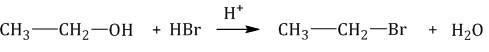 CH₃—CH₂—OH + HBr —H⁺→ CH₃—CH₂—Br + H₂O